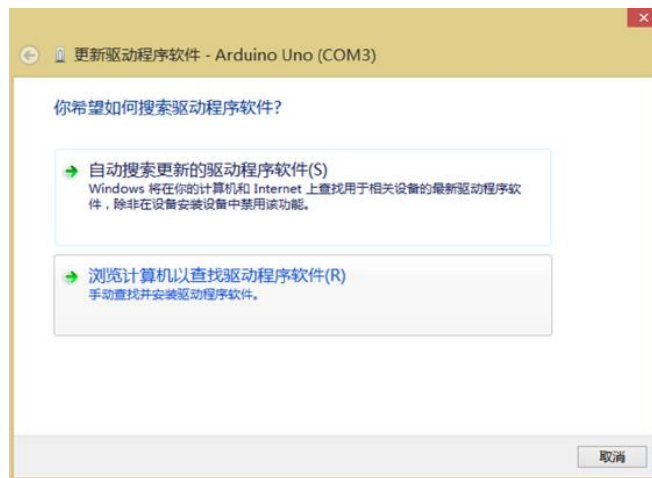 更新驱动程序软件 - Arduino Uno (COM3)
你希望如何搜索驱动程序软件?
自动搜索更新的驱动程序软件(S)
Windows 将在你的计算机和 Internet 上查找用于相关设备的最新驱动程序软
件，除非在设备安装设置中禁用该功能。
浏览计算机以查找驱动程序软件(R)
手动查找并安装驱动程序软件。
取消